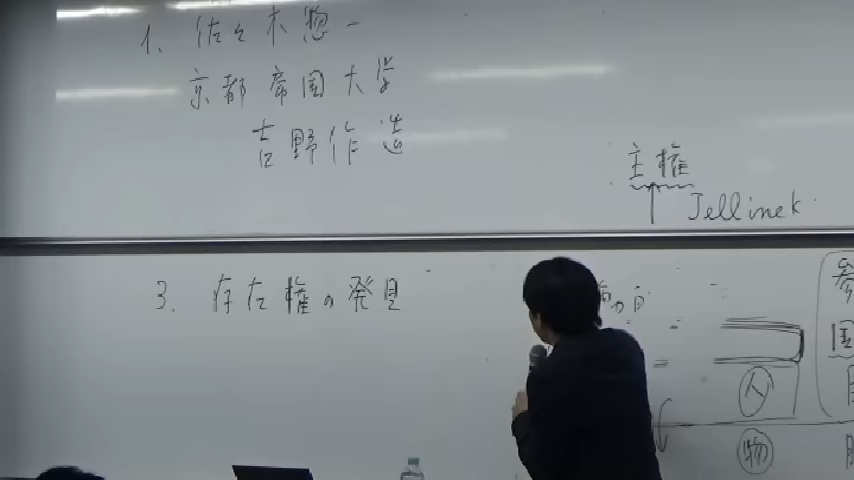 1. 佐々木惣一
京都帝国大学
吉野作造
主権
Jellinek
3. 存在権の発見
人
物